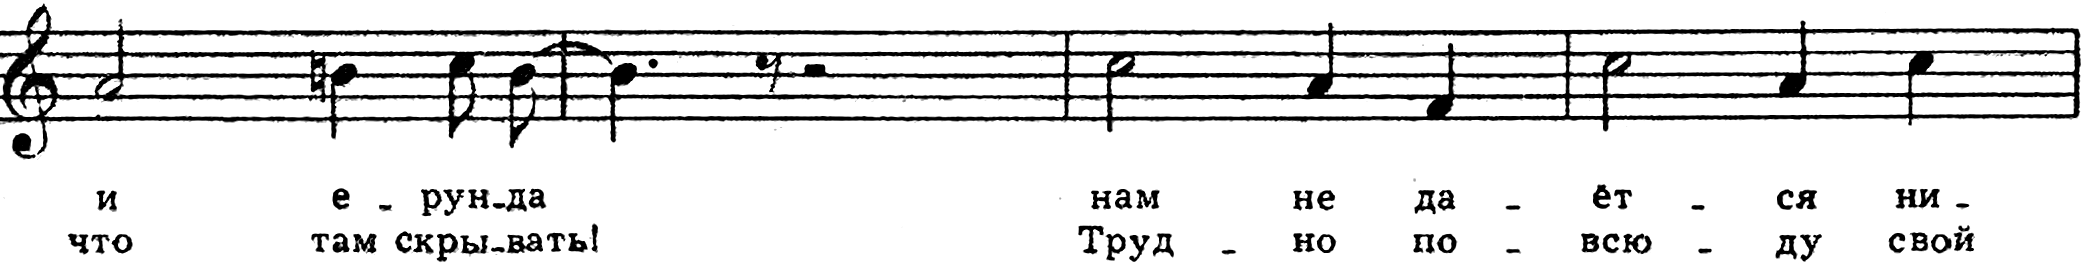 и е - рун-да нам не да - ёт - ся ни -
что там скры-вать! Труд - но по - всю - ду свой